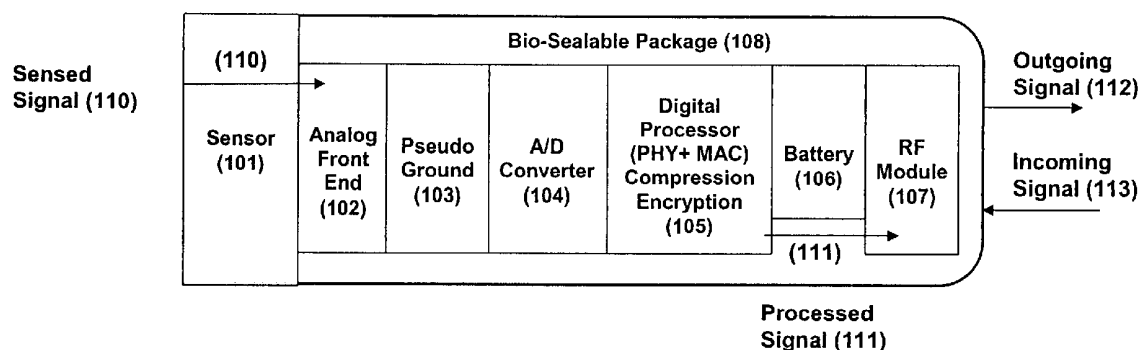 Bio-Sealable Package (108)
Sensed
Signal (110)
(110)
Sensor
(101)
Analog
Front
End
(102)
Pseudo
Ground
(103)
A/D
Converter
(104)
Digital
Processor
(PHY+ MAC)
Compression
Encryption
(105)
Battery
(106)
RF
Module
(107)
(111)
Outgoing
Signal (112)
Incoming
Signal (113)
Processed
Signal (111)